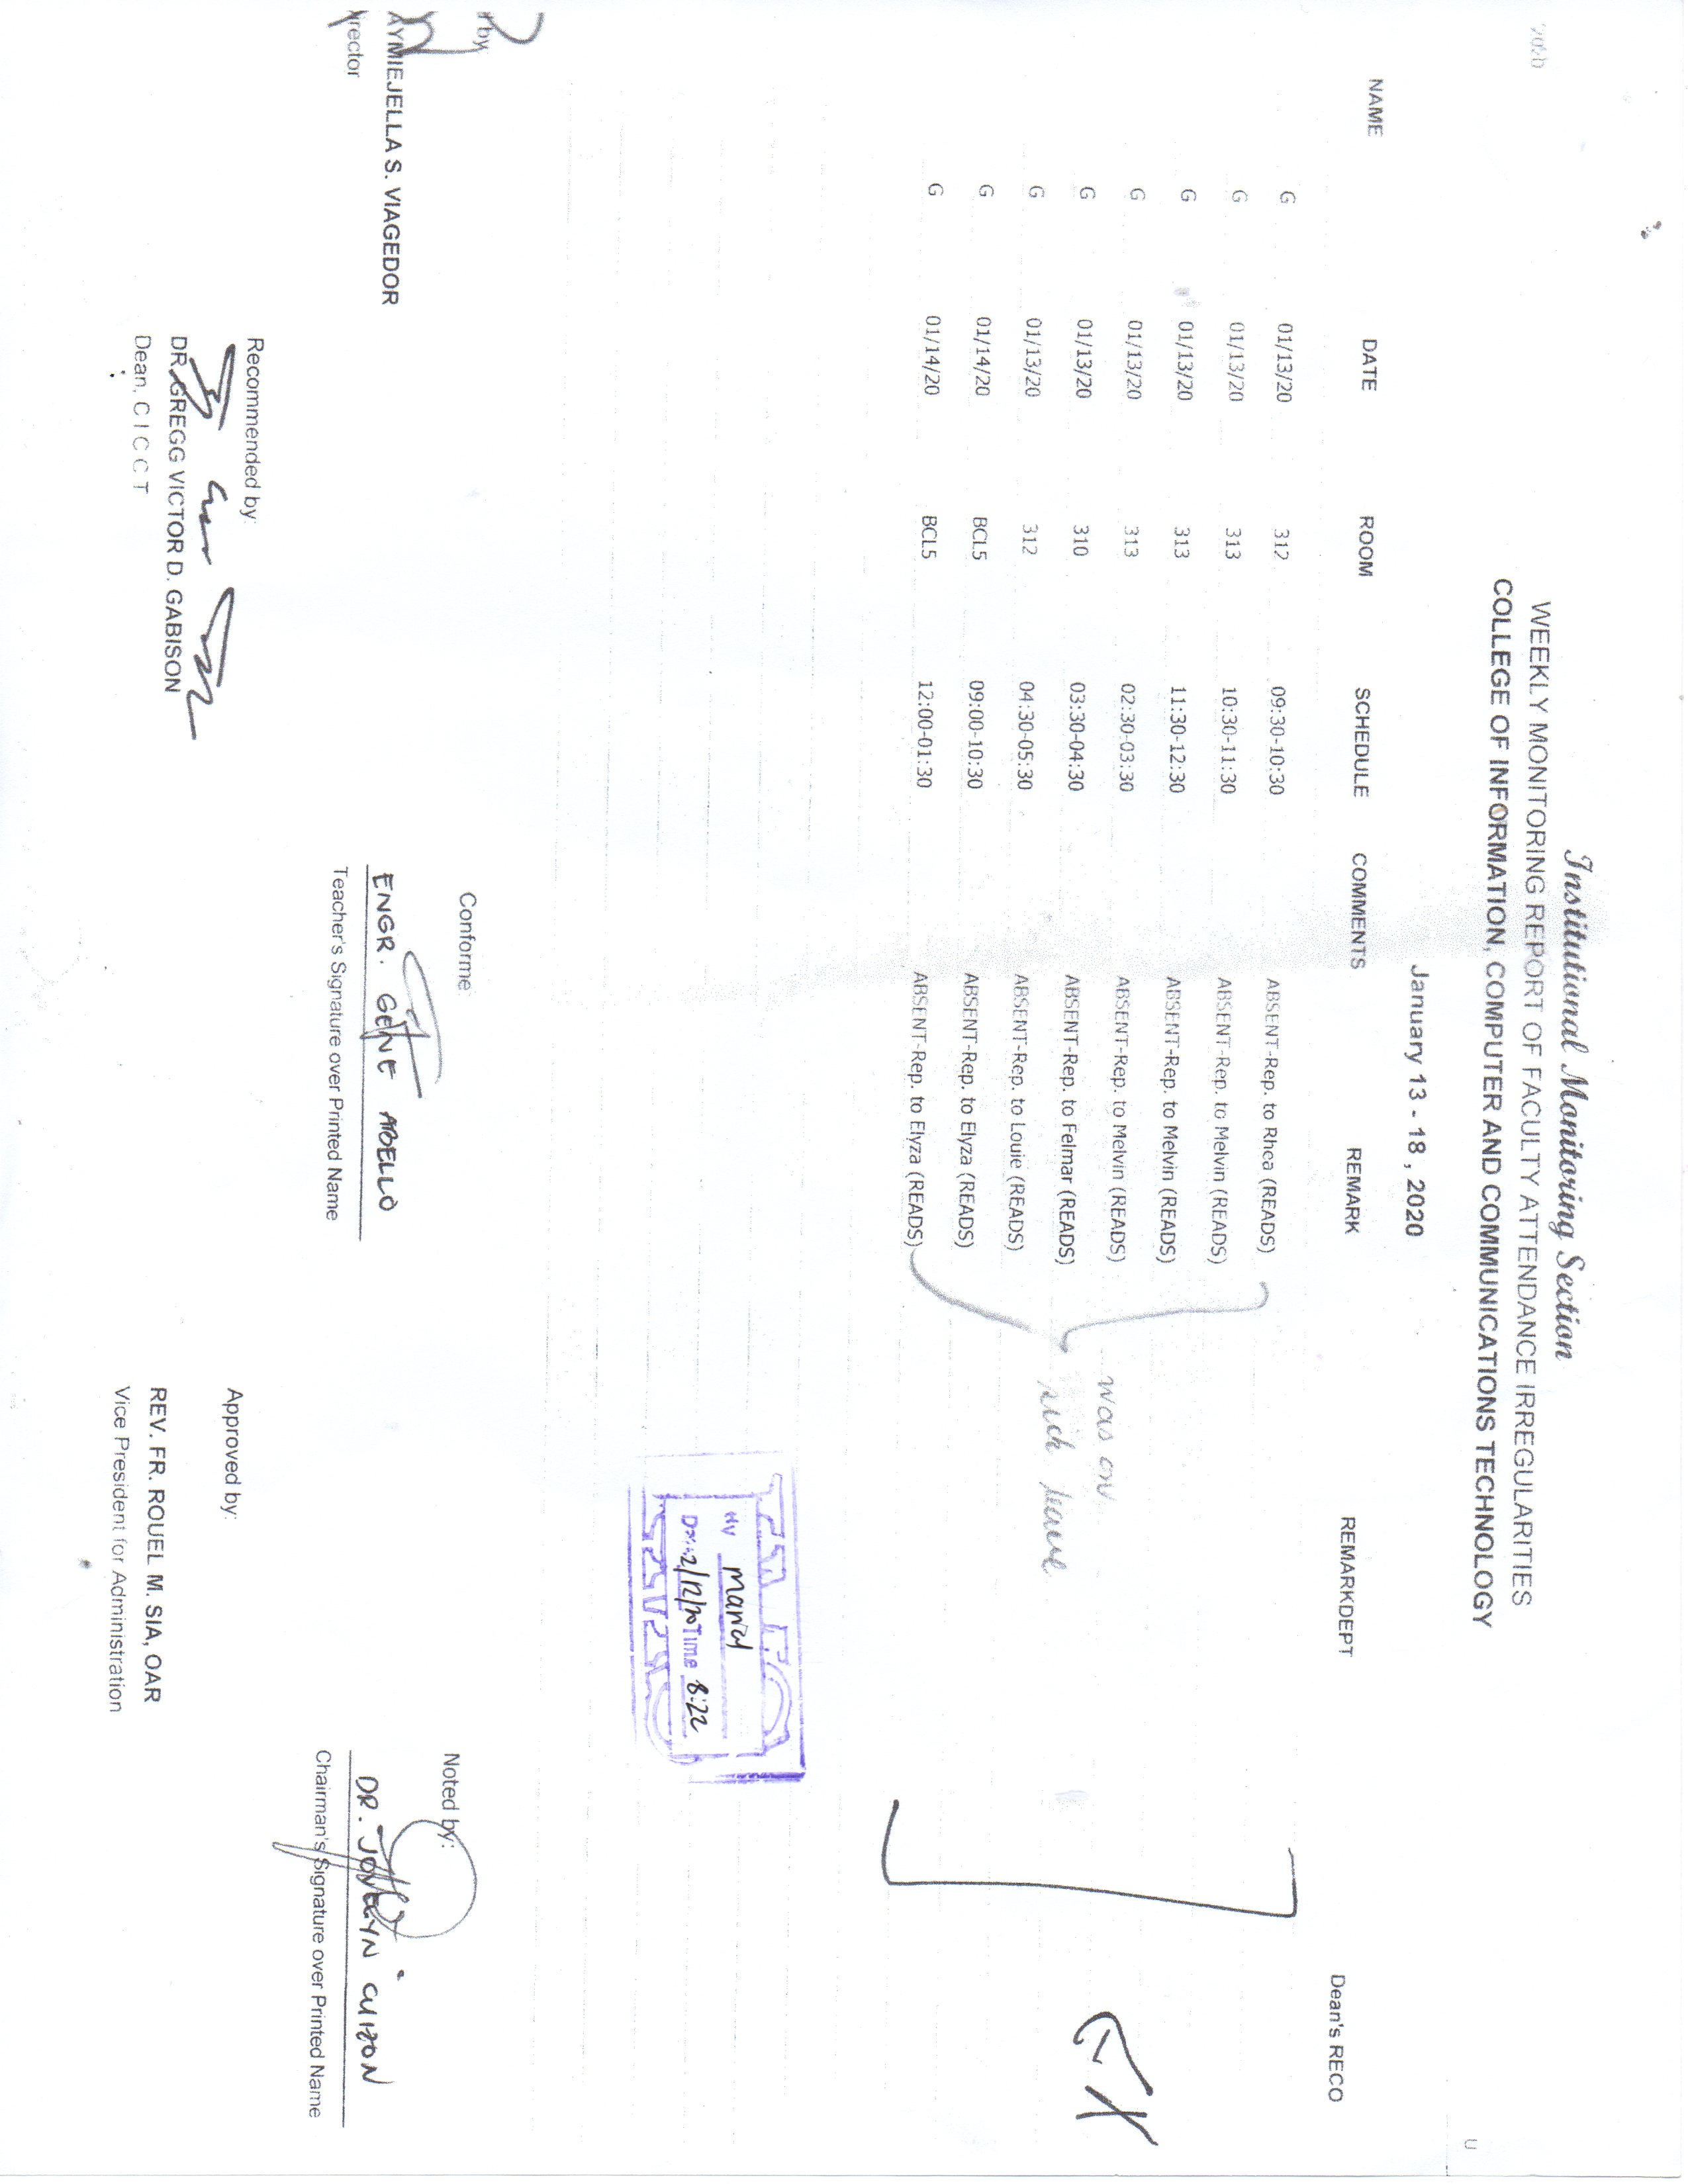 Institutional Monitoring Section
WEEKLY MONITORING REPORT OF FACULTY ATTENDANCE IRREGULARITIES
COLLEGE OF INFORMATION, COMPUTER AND COMMUNICATIONS TECHNOLOGY
January 13 - 18, 2020
NAME DATE ROOM SCHEDULE COMMENTS REMARK REMARKDEPT Dean's RECO
G 01/13/20 312 09:30-10:30 ABSENT-Rep. to Rhea (READS)
G 01/13/20 313 10:30-11:30 ABSENT-Rep. to Melvin (READS)
G 01/13/20 313 11:30-12:30 ABSENT-Rep. to Melvin (READS)
G 01/13/20 313 02:30-03:30 ABSENT-Rep. to Melvin (READS)
G 01/13/20 310 03:30-04:30 ABSENT-Rep. to Felmar (READS)
G 01/13/20 312 04:30-05:30 ABSENT-Rep. to Louie (READS)
G 01/14/20 BCL5 09:00-10:30 ABSENT-Rep. to Elyza (READS)
G 01/14/20 BCL5 12:00-01:30 ABSENT-Rep. to Elyza (READS)
was on
sick leave
Time 8:22
by:
AYMIEJELLA S. VIAGEDOR
rector
Conforme
ENGR. GENE ABELLO
Teacher's Signature over Printed Name
Noted by:
DR. JOVELYN CUIZON
Chairman's Signature over Printed Name
Recommended by:
DR. GREGG VICTOR D. GABISON
Dean, CICCT
Approved by:
REV. FR. ROUEL M. SIA, OAR
Vice President for Administration